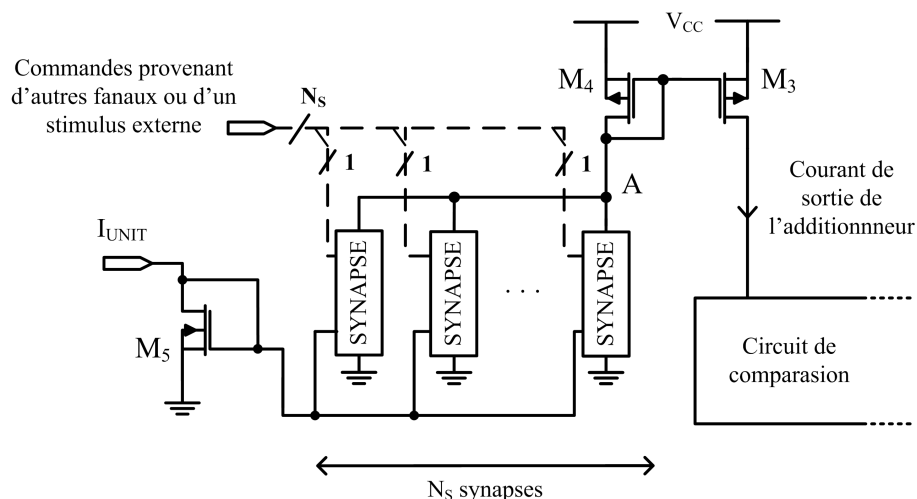 Commandes provenant
d'autres fanaux ou d'un
stimulus externe
N_S
1
1
1
V_CC
M_4
M_3
A
Courant de
sortie de
l'additionnneur
I_UNIT
M_5
SYNAPSE
SYNAPSE
. . .
SYNAPSE
Circuit de
comparasion
N_S synapses